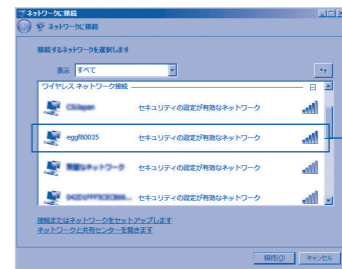 ネットワークに接続
ネットワークに接続
接続するネットワークを選択します
表示 すべて
ワイヤレス ネットワーク接続
セキュリティの設定が有効なネットワーク
eggf80035 セキュリティの設定が有効なネットワーク
セキュリティの設定が有効なネットワーク
セキュリティの設定が有効なネットワーク
接続またはネットワークをセットアップします
ネットワークと共有センターを開きます
接続(O) キャンセル